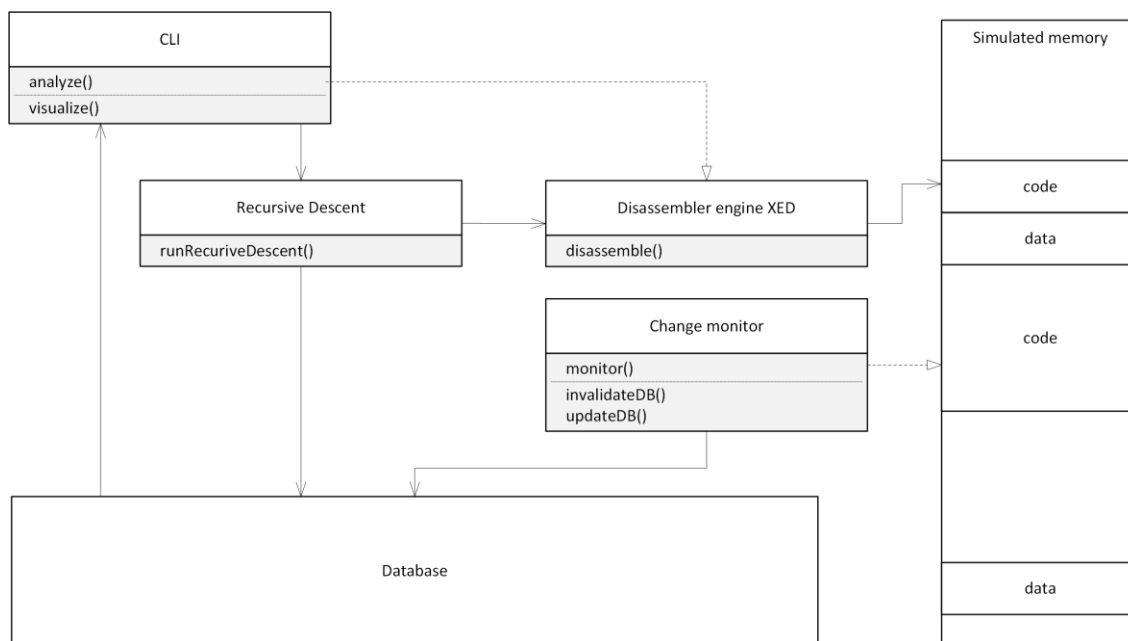 CLI
analyze()
visualize()
Simulated memory
code
data
code
data
Recursive Descent
runRecuriveDescent()
Disassembler engine XED
disassemble()
Change monitor
monitor()
invalidateDB()
updateDB()
Database